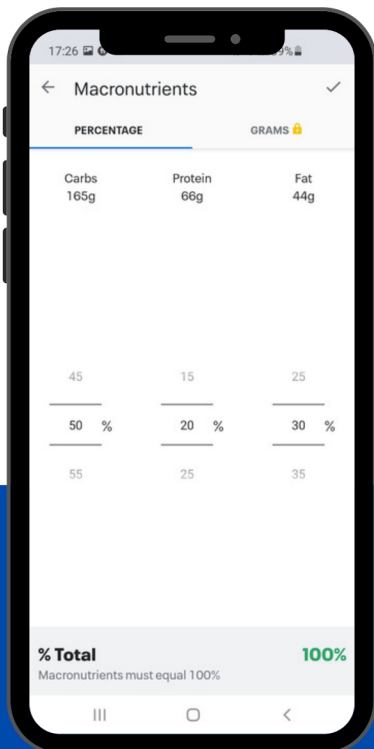 17:26
9%
Macronutrients
PERCENTAGE GRAMS
Carbs Protein Fat
165g 66g 44g
45 15 25
50 % 20 % 30 %
55 25 35
% Total 100%
Macronutrients must equal 100%